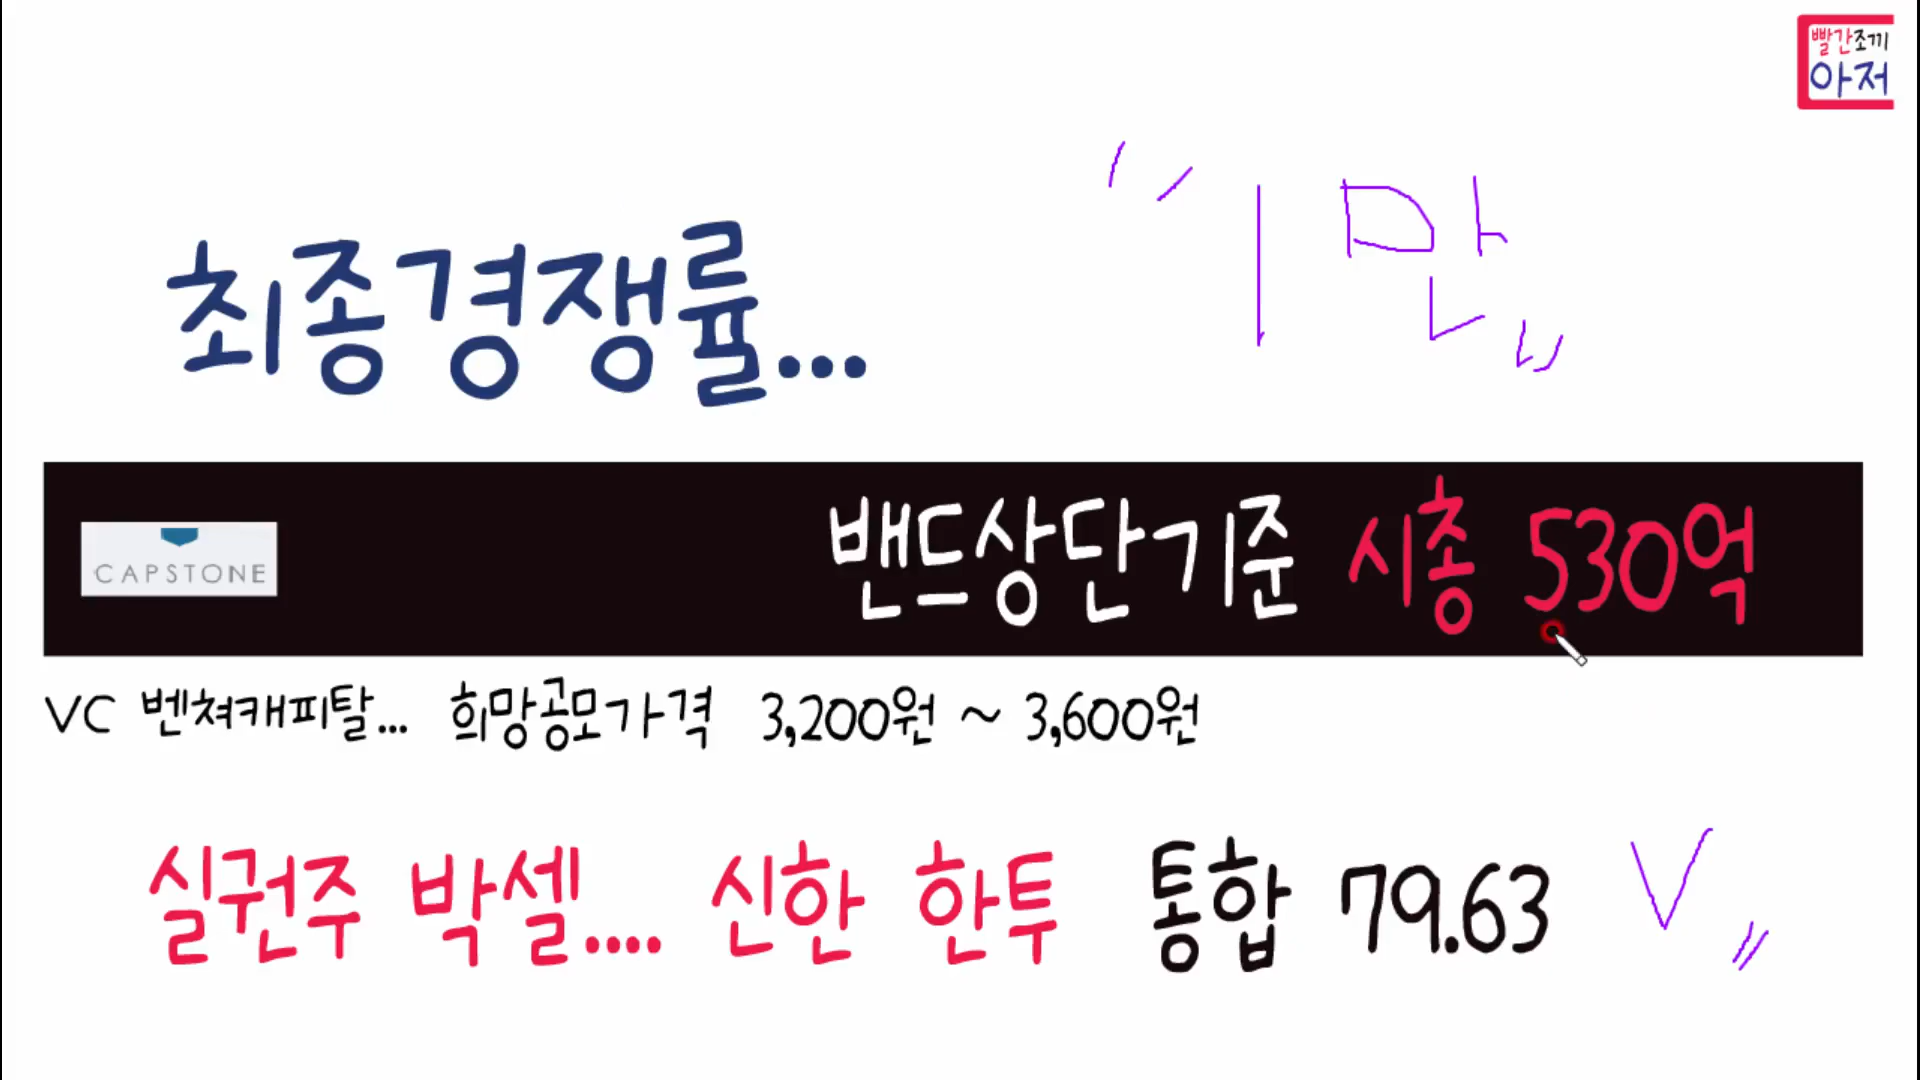 빨간조끼
아저
"1만"
최종경쟁률...
CAPSTONE
밴드상단기준 시총 530억
VC 벤쳐캐피탈... 희망공모가격 3,200원 ~ 3,600원
실권주 박셀.... 신한 한투 통합 79.63 V "